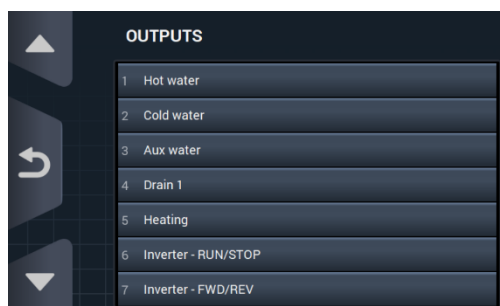 OUTPUTS
1 Hot water
2 Cold water
3 Aux water
4 Drain 1
5 Heating
6 Inverter - RUN/STOP
7 Inverter - FWD/REV